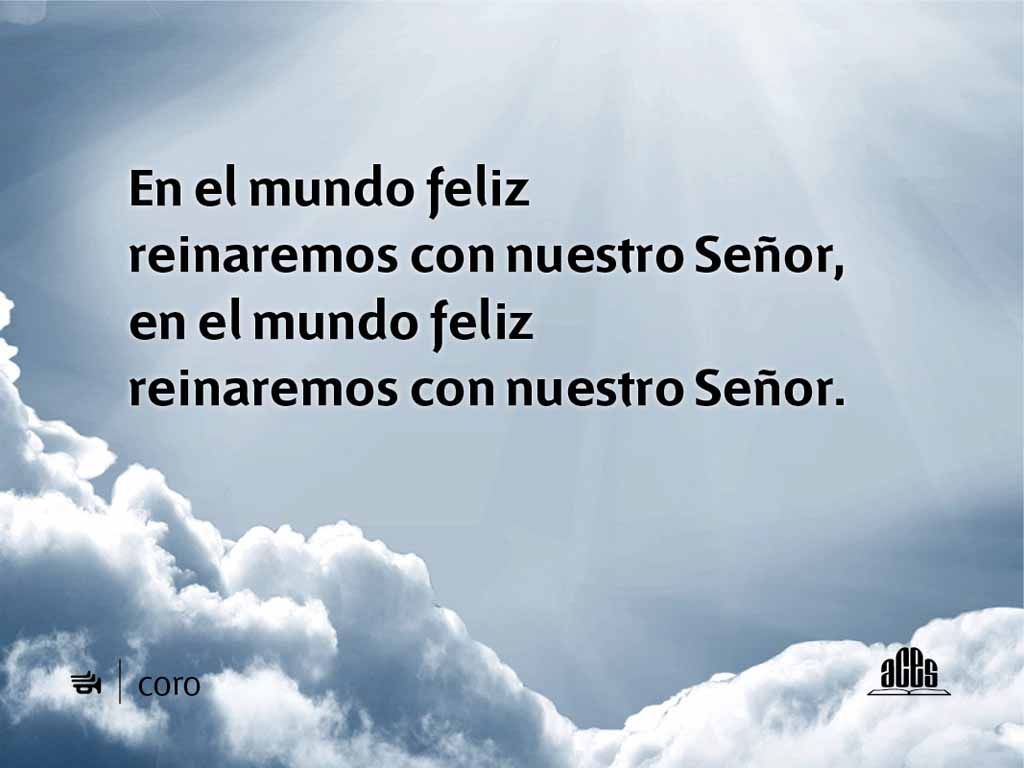 En el mundo feliz
reinaremos con nuestro Señor,
en el mundo feliz
reinaremos con nuestro Señor.
coro
aces